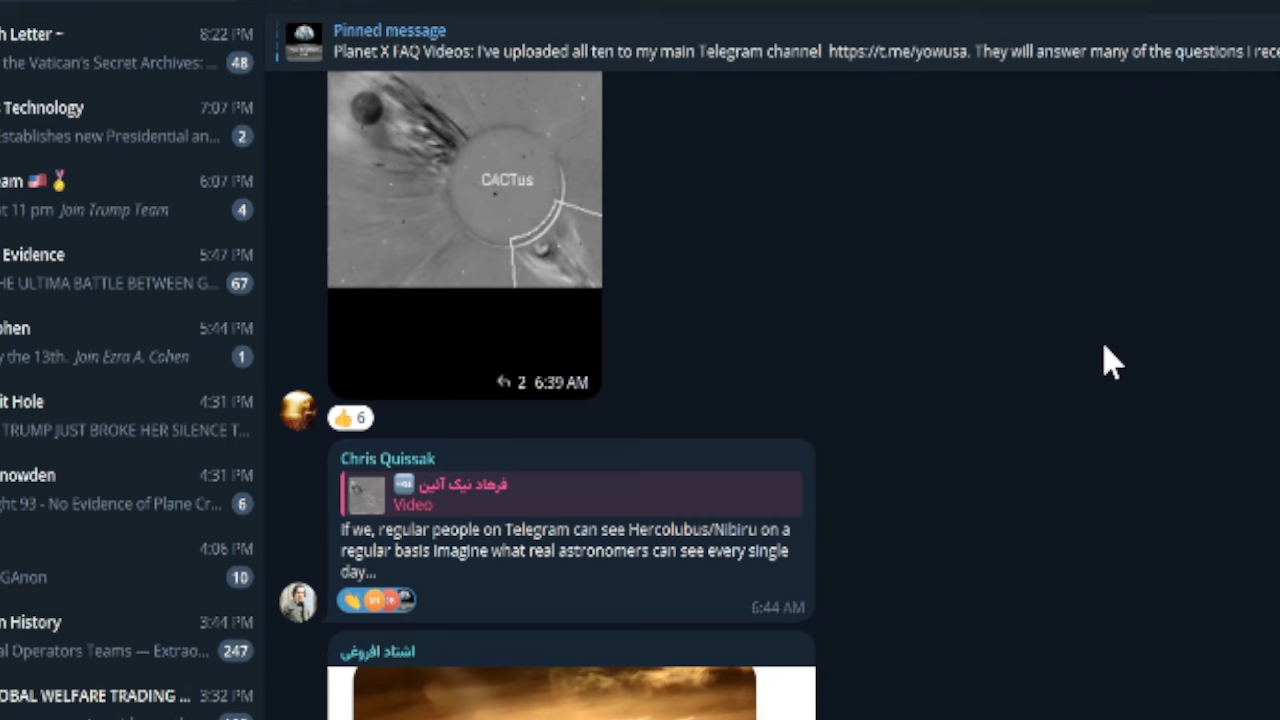 h Letter ~
8:22 PM
the Vatican's Secret Archives: ...
48
Technology
7:07 PM
Establishes new Presidential an...
2
am
6:07 PM
t 11 pm Join Trump Team
4
Evidence
5:47 PM
HE ULTIMA BATTLE BETWEEN G...
67
ohen
5:44 PM
y the 13th. Join Ezra A. Cohen
1
it Hole
4:31 PM
TRUMP JUST BROKE HER SILENCE T...
nowden
4:31 PM
ght 93 - No Evidence of Plane Cr...
6
4:06 PM
GAnon
10
n History
3:44 PM
al Operators Teams — Extrao...
247
OBAL WELFARE TRADING ...
3:32 PM
Pinned message
Planet X FAQ Videos: I've uploaded all ten to my main Telegram channel https://t.me/yowusa. They will answer many of the questions I rece
CACTus
2 6:39 AM
👍 6
Chris Quissak
فرهاد نیک آئین
Video
If we, regular people on Telegram can see Hercolubus/Nibiru on a
regular basis imagine what real astronomers can see every single
day...
6:44 AM
اشتاد افروغی